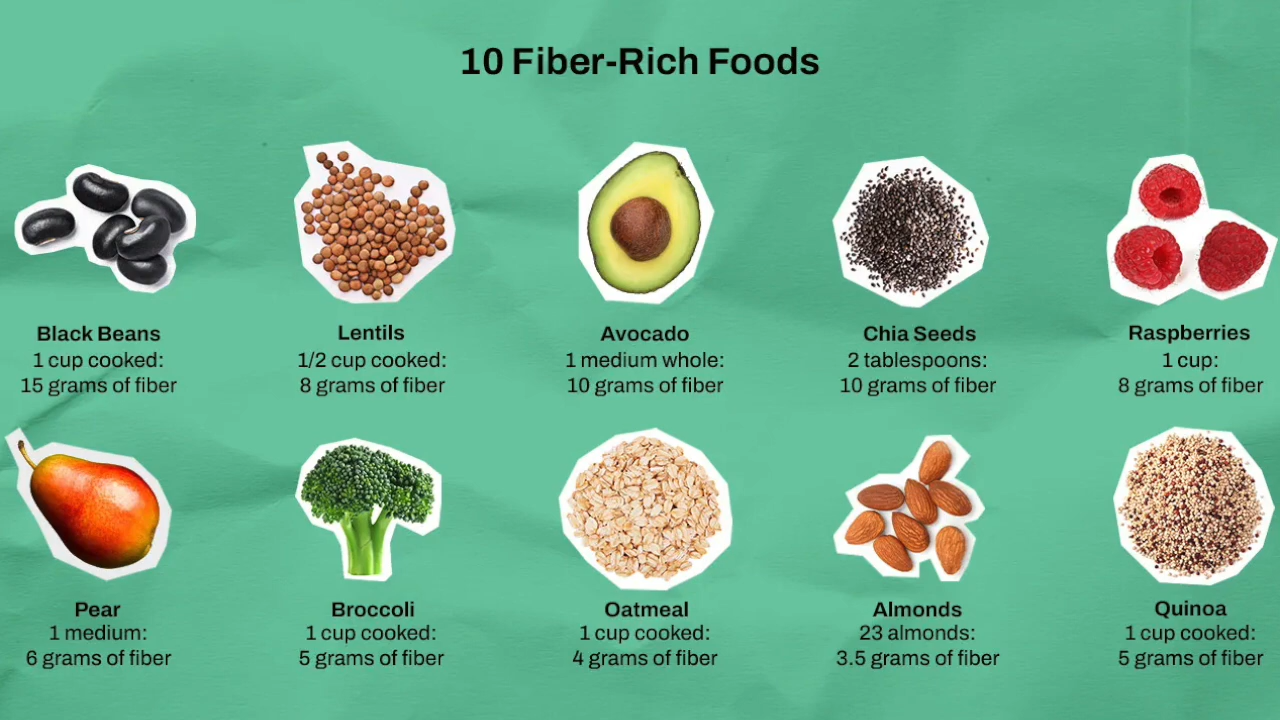 10 Fiber-Rich Foods
Black Beans
1 cup cooked:
15 grams of fiber
Lentils
1/2 cup cooked:
8 grams of fiber
Avocado
1 medium whole:
10 grams of fiber
Chia Seeds
2 tablespoons:
10 grams of fiber
Raspberries
1 cup:
8 grams of fiber
Pear
1 medium:
6 grams of fiber
Broccoli
1 cup cooked:
5 grams of fiber
Oatmeal
1 cup cooked:
4 grams of fiber
Almonds
23 almonds:
3.5 grams of fiber
Quinoa
1 cup cooked:
5 grams of fiber